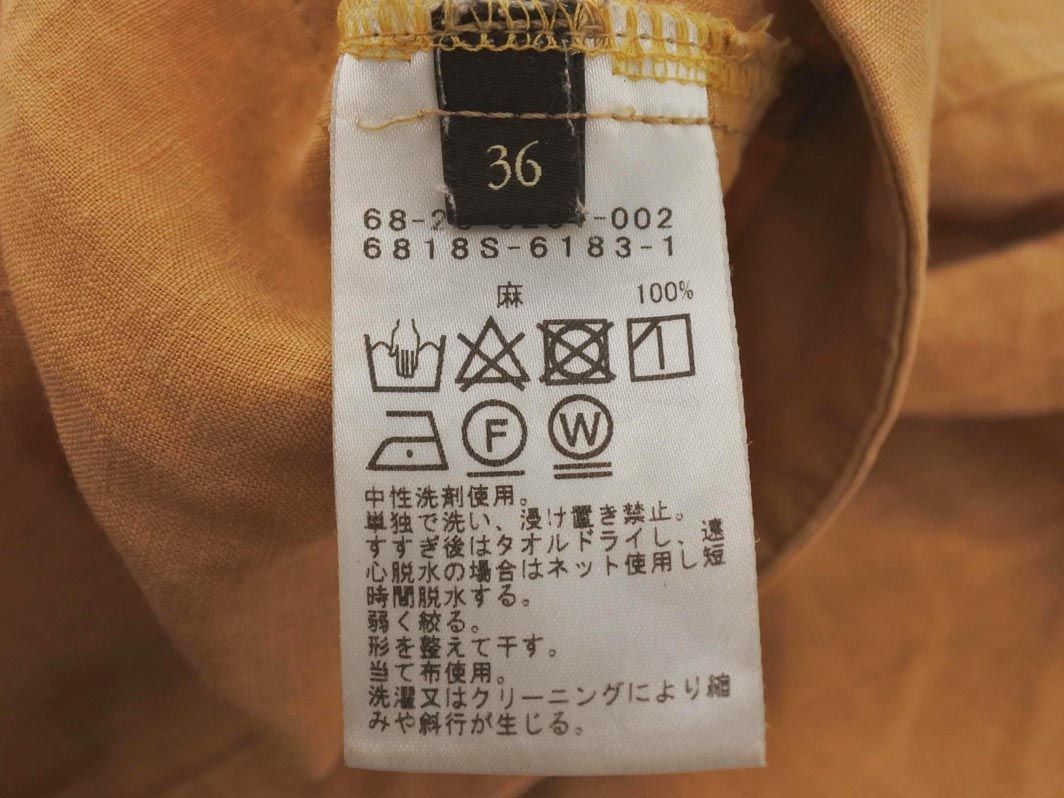 36
68- -002
6818S-6183-1
麻 100%
F W
中性洗剤使用。
単独で洗い、浸け置き禁止。
すすぎ後はタオルドライし、遠
心脱水の場合はネット使用し短
時間脱水する。
弱く絞る。
形を整えて干す。
当て布使用。
洗濯又はクリーニングにより縮
みや斜行が生じる。